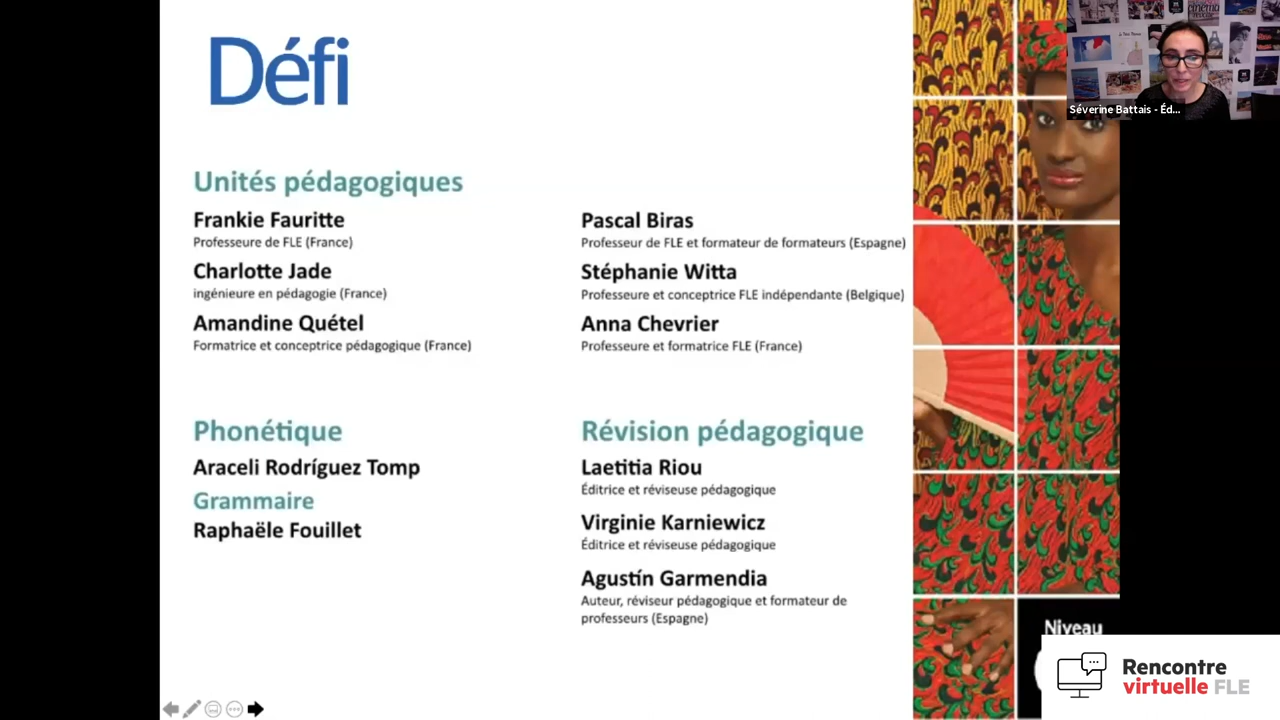 Défi
Unités pédagogiques
Frankie Fauritte
Professeure de FLE (France)
Charlotte Jade
ingénieure en pédagogie (France)
Amandine Quétel
Formatrice et conceptrice pédagogique (France)
Pascal Biras
Professeur de FLE et formateur de formateurs (Espagne)
Stéphanie Witta
Professeure et conceptrice FLE indépendante (Belgique)
Anna Chevrier
Professeure et formatrice FLE (France)
Phonétique
Araceli Rodríguez Tomp
Grammaire
Raphaële Fouillet
Révision pédagogique
Laetitia Riou
Éditrice et réviseuse pédagogique
Virginie Karniewicz
Éditrice et réviseuse pédagogique
Agustín Garmendia
Auteur, réviseur pédagogique et formateur de
professeurs (Espagne)
cinéma
Séverine Battais - Éd...
Niveau
Rencontre
virtuelle FLE